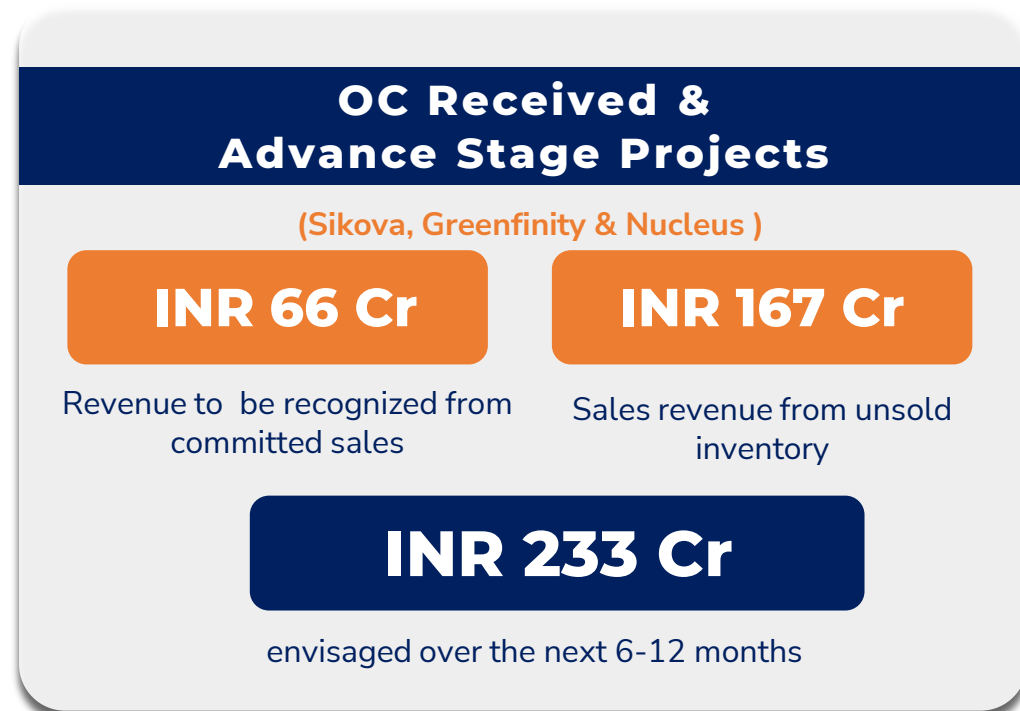 OC Received &
Advance Stage Projects
(Sikova, Greenfinity & Nucleus )
INR 66 Cr
Revenue to be recognized from
committed sales
INR 167 Cr
Sales revenue from unsold
inventory
INR 233 Cr
envisaged over the next 6-12 months